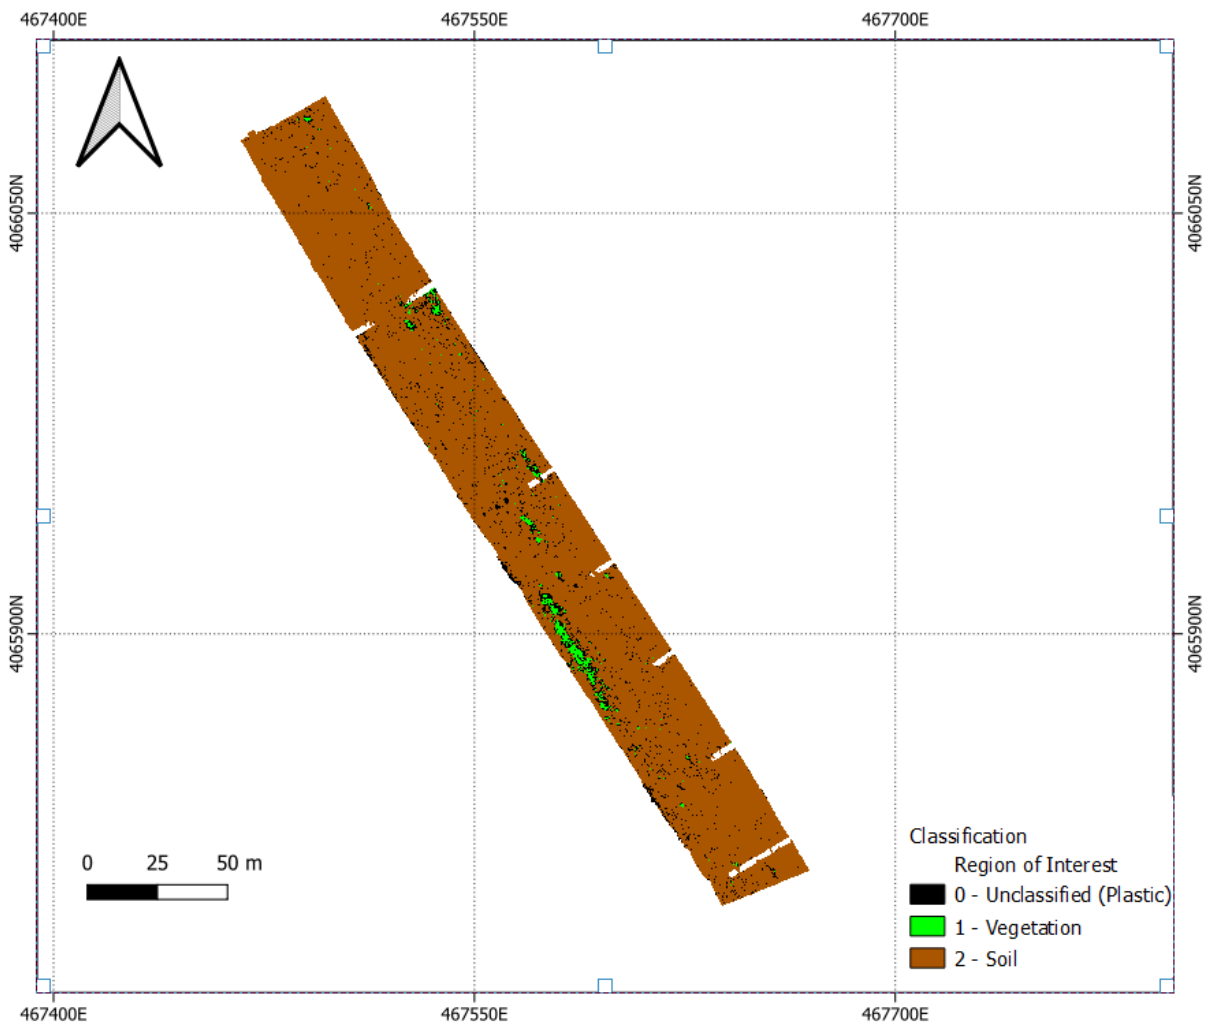 467400E 467550E 467700E
4066050N 4066050N
4065900N 4065900N
0 25 50 m
Classification
Region of Interest
0 - Unclassified (Plastic)
1 - Vegetation
2 - Soil
467400E 467550E 467700E